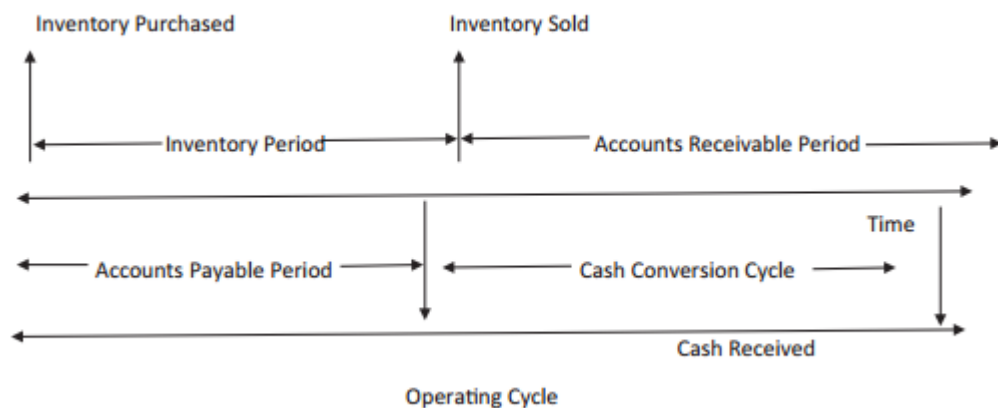 Inventory Purchased
Inventory Sold
Inventory Period
Accounts Receivable Period
Time
Accounts Payable Period
Cash Conversion Cycle
Cash Received
Operating Cycle